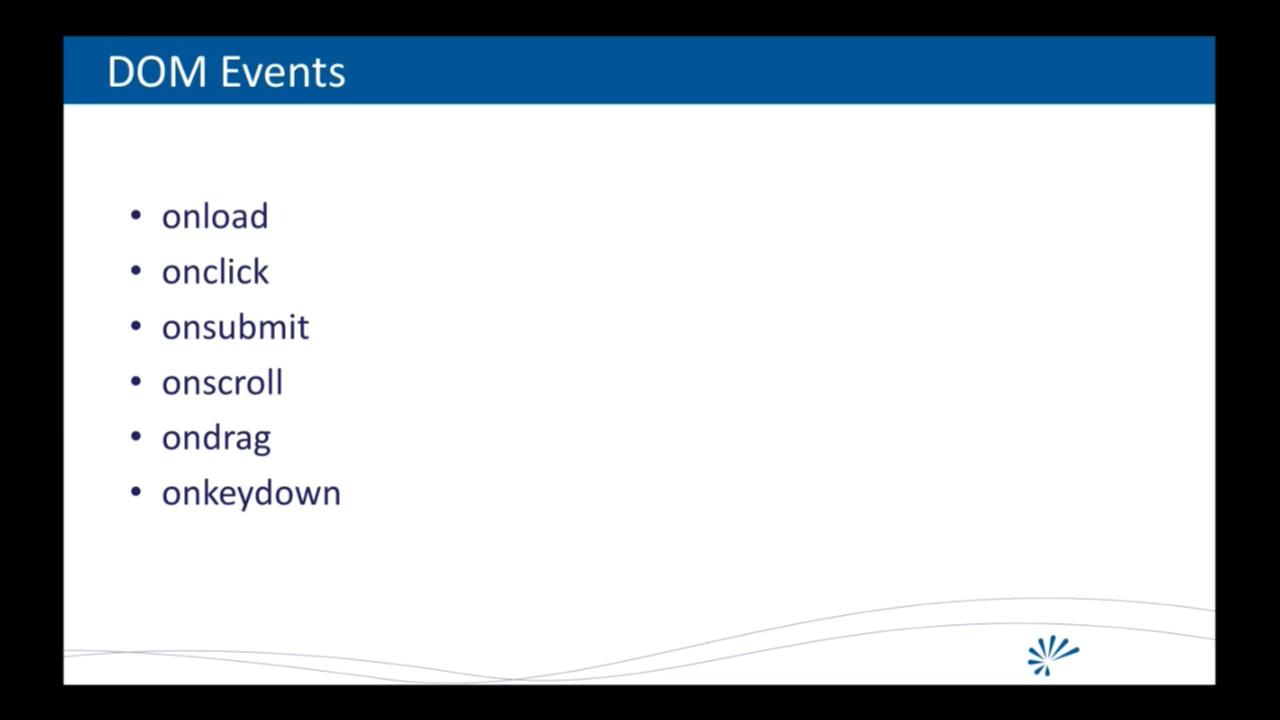 DOM Events
• onload
• onclick
• onsubmit
• onscroll
• ondrag
• onkeydown